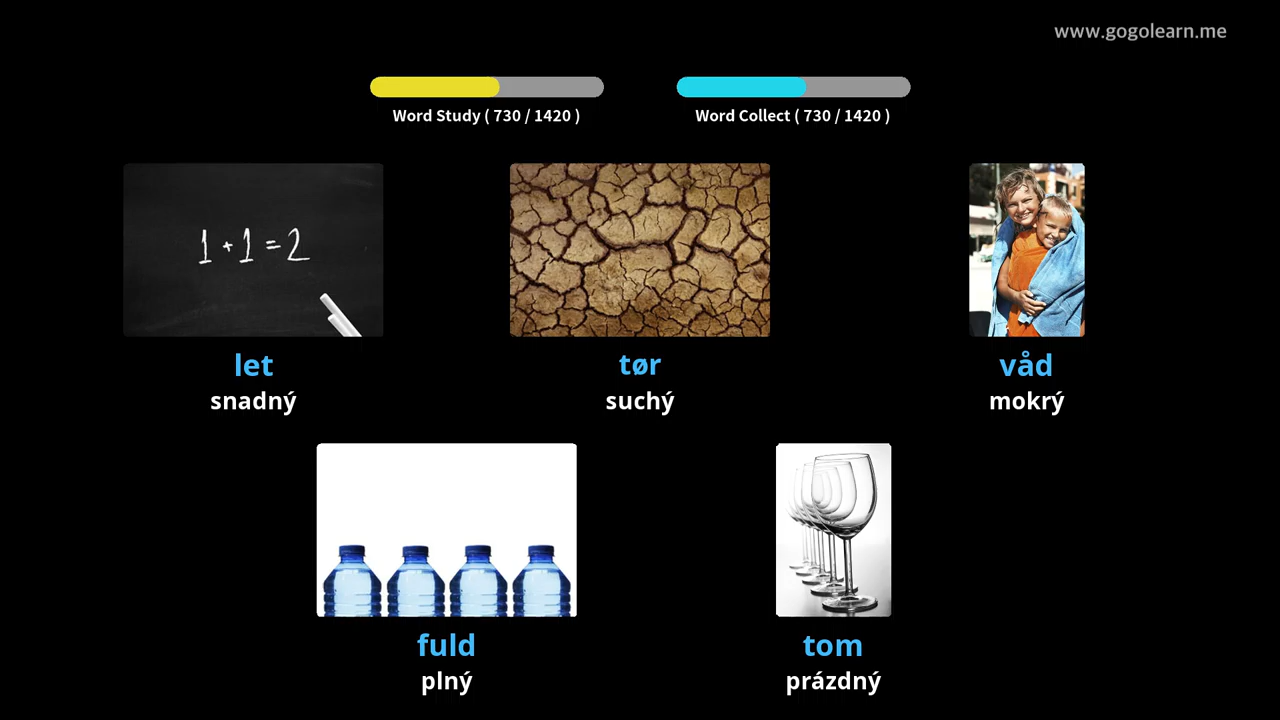 www.gogolearn.me
Word Study ( 730 / 1420 )
Word Collect ( 730 / 1420 )
1 + 1 = 2
let
tør
våd
snadný
suchý
mokrý
fuld
tom
plný
prázdný